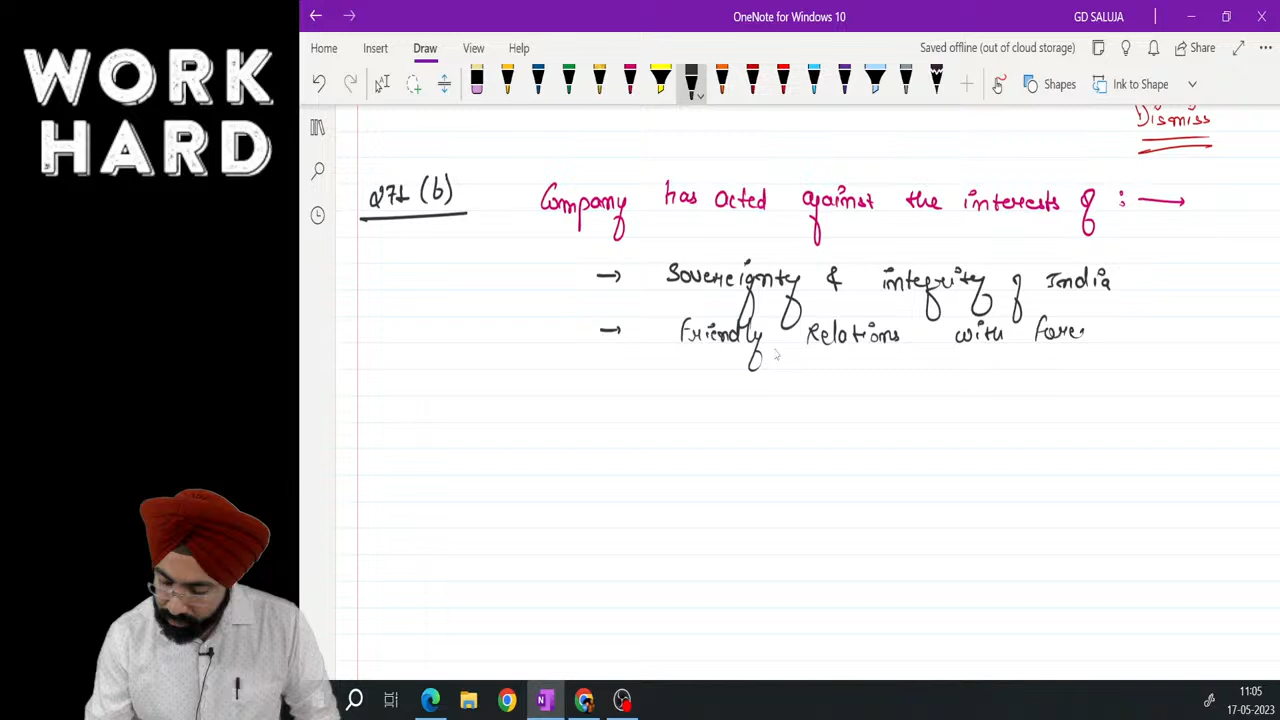 WORK
HARD
OneNote for Windows 10
GD SALUJA
Home Insert Draw View Help
Saved offline (out of cloud storage)
Share
Shapes
Ink to Shape
Dismiss
271 (b) Company has acted against the interests of : →
→ Sovereignty & integrity of India
→ Friendly Relations with Fore
11:05
17-05-2023